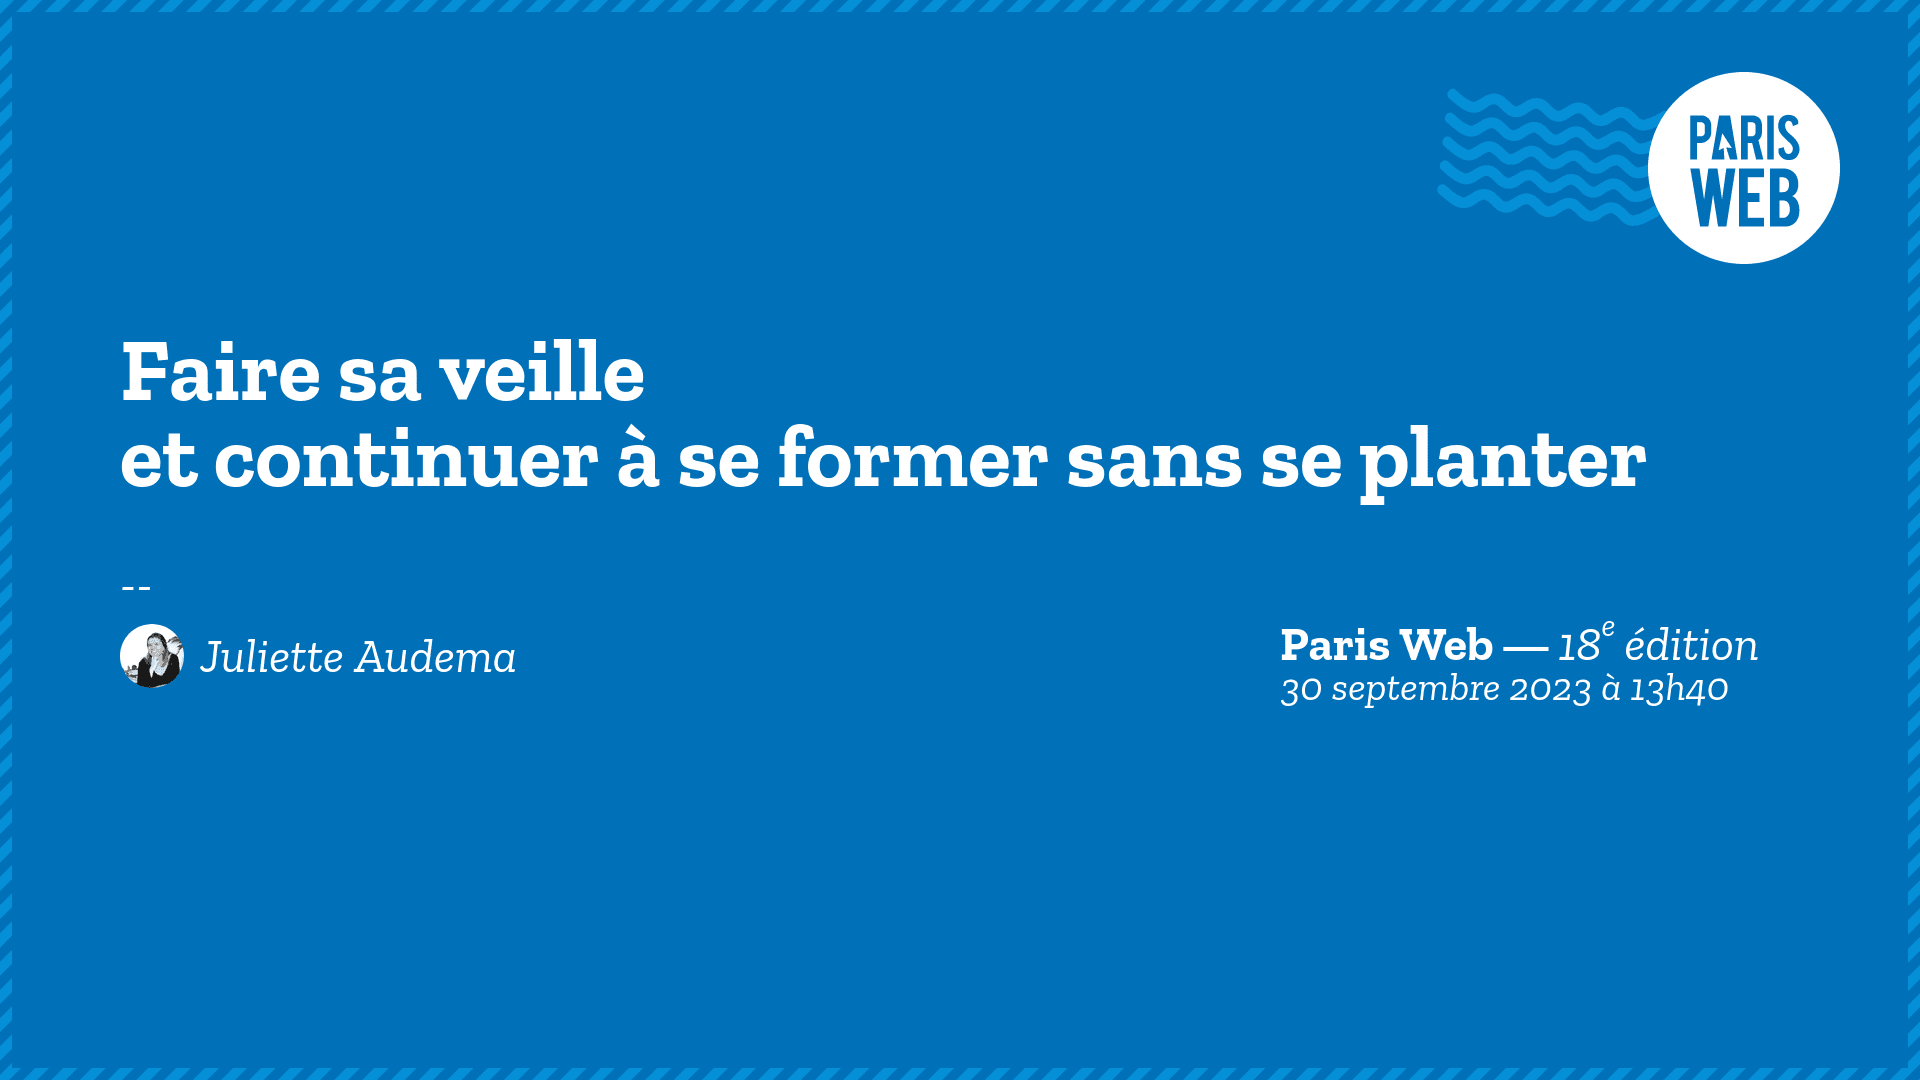 PARIS
WEB
Faire sa veille
et continuer à se former sans se planter
--
Juliette Audema
Paris Web — 18e édition
30 septembre 2023 à 13h40